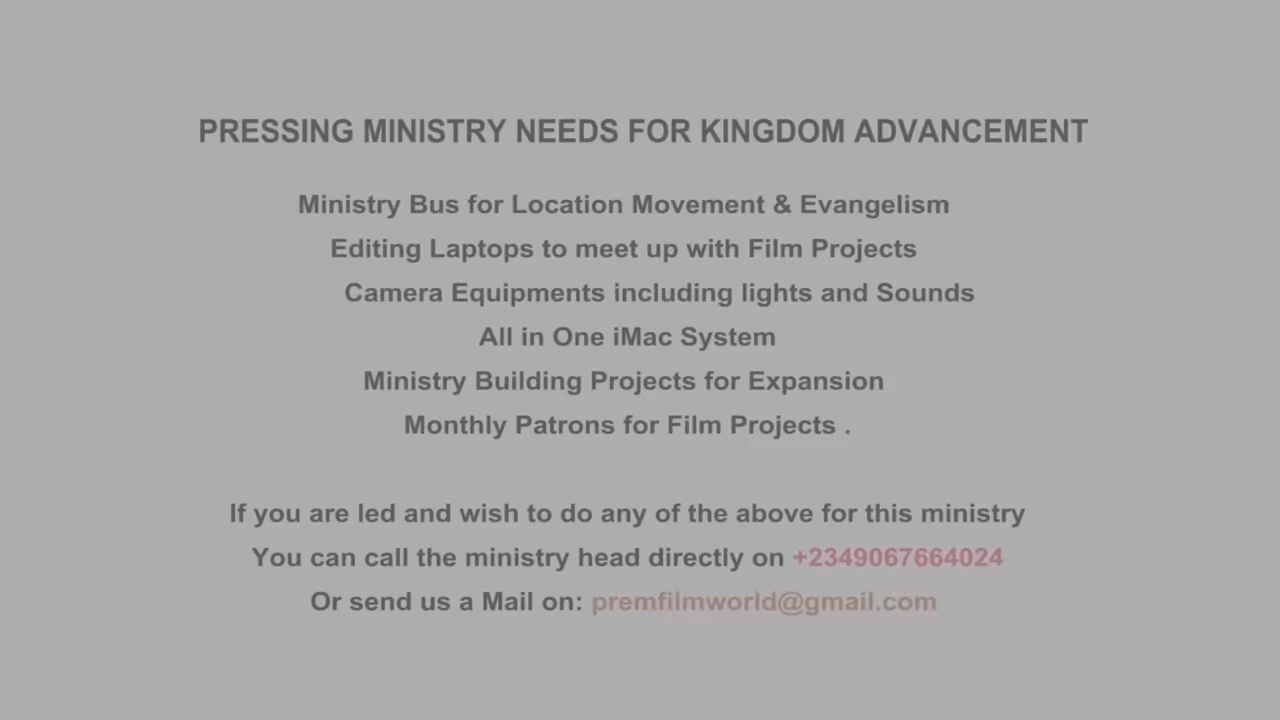 PRESSING MINISTRY NEEDS FOR KINGDOM ADVANCEMENT
Ministry Bus for Location Movement & Evangelism
Editing Laptops to meet up with Film Projects
Camera Equipments including lights and Sounds
All in One iMac System
Ministry Building Projects for Expansion
Monthly Patrons for Film Projects .
If you are led and wish to do any of the above for this ministry
You can call the ministry head directly on +2349067664024
Or send us a Mail on: premfilmworld@gmail.com